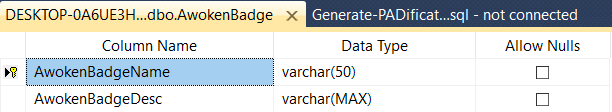 DESKTOP-0A6UE3H...dbo.AwokenBadge Generate-PADificat...sql - not connected
Column Name Data Type Allow Nulls
AwokenBadgeName varchar(50)
AwokenBadgeDesc varchar(MAX)